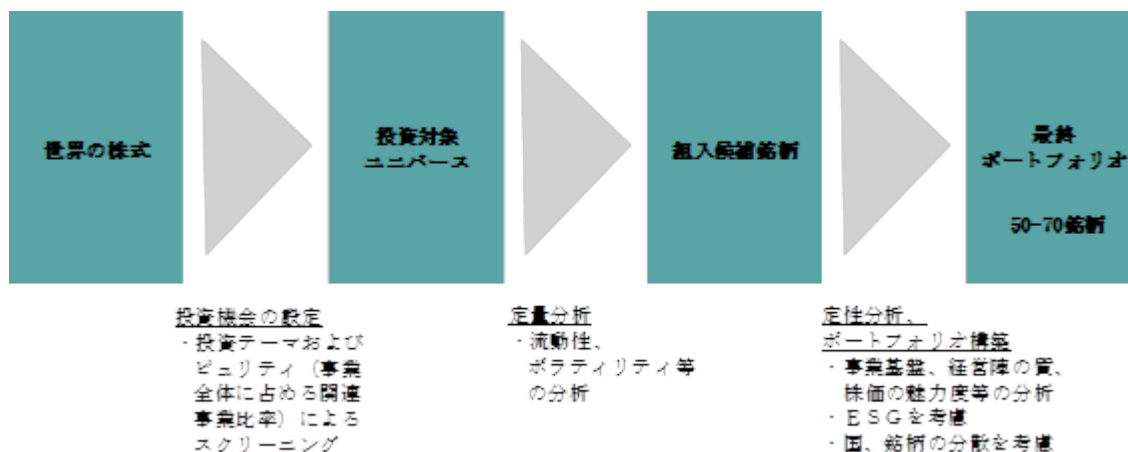 世界の株式
投資対象
ユニバース
組入候補銘柄
最終
ポートフォリオ
50-70銘柄
投資機会の設定
・投資テーマおよび
ピュリティ（事業
全体に占める関連
事業比率）による
スクリーニング
定量分析
・流動性、
ボラティリティ等
の分析
定性分析、
ポートフォリオ構築
・事業基盤、経営陣の質、
株価の魅力度等の分析
・ＥＳＧを考慮
・国、銘柄の分散を考慮